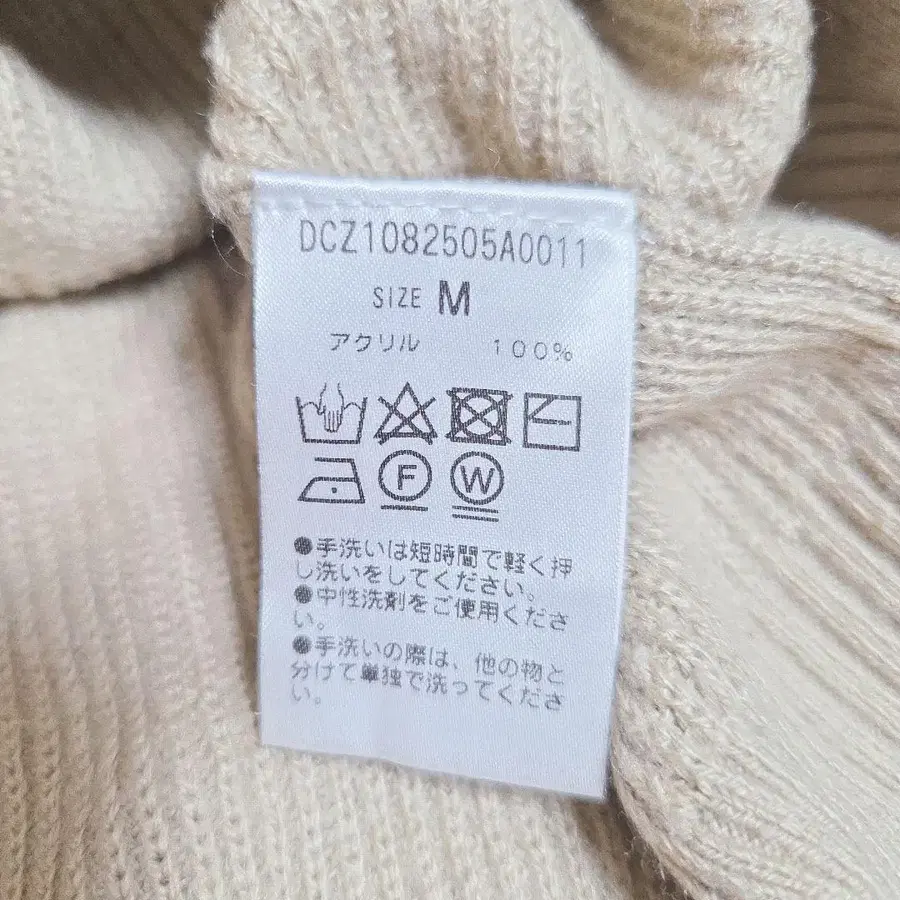 DCZ1082505A0011
SIZE M
アクリル 100%
F W
●手洗いは短時間で軽く押
し洗いをしてください。
●中性洗剤をご使用くださ
い。
●手洗いの際は、他の物と
分けて単独で洗ってくださ
い。